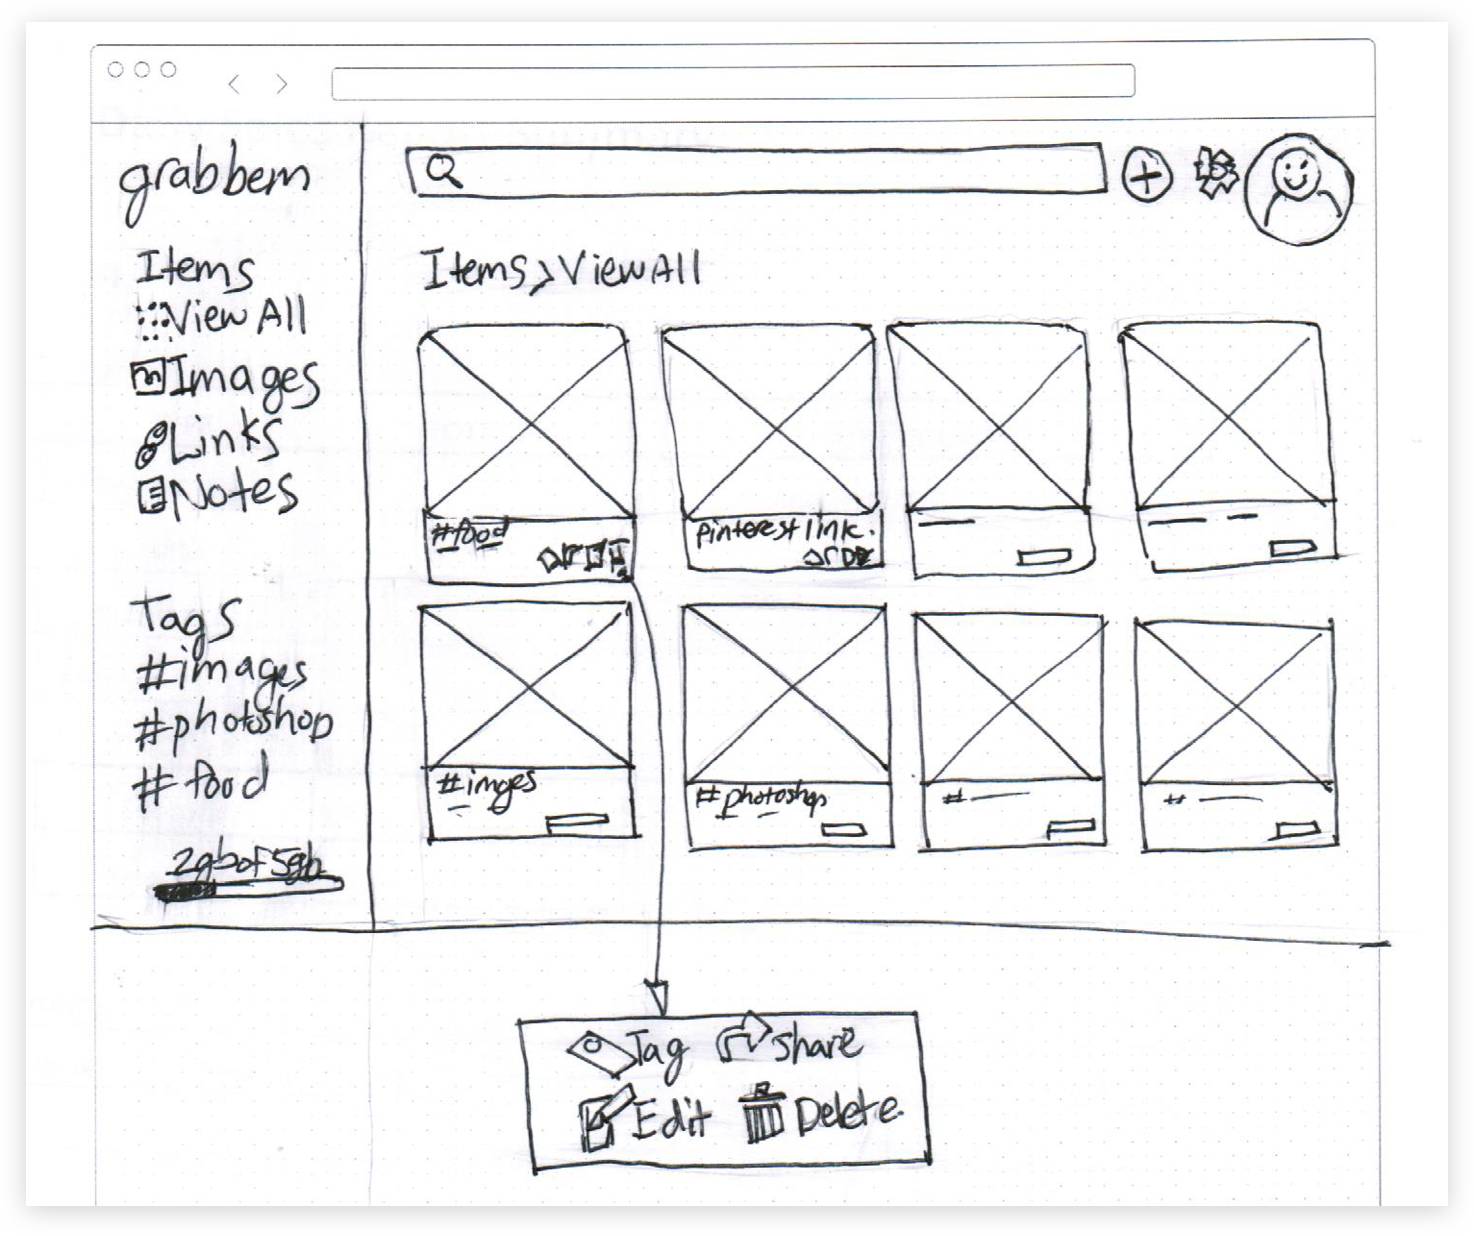 grabbem
Items
View All
Images
Links
Notes
Tags
#images
#photoshop
#food
2gb of 5gb
Items > View All
#food
pinterest link.
#imges
#photoshop
#
#
Tag
Share
Edit
Delete